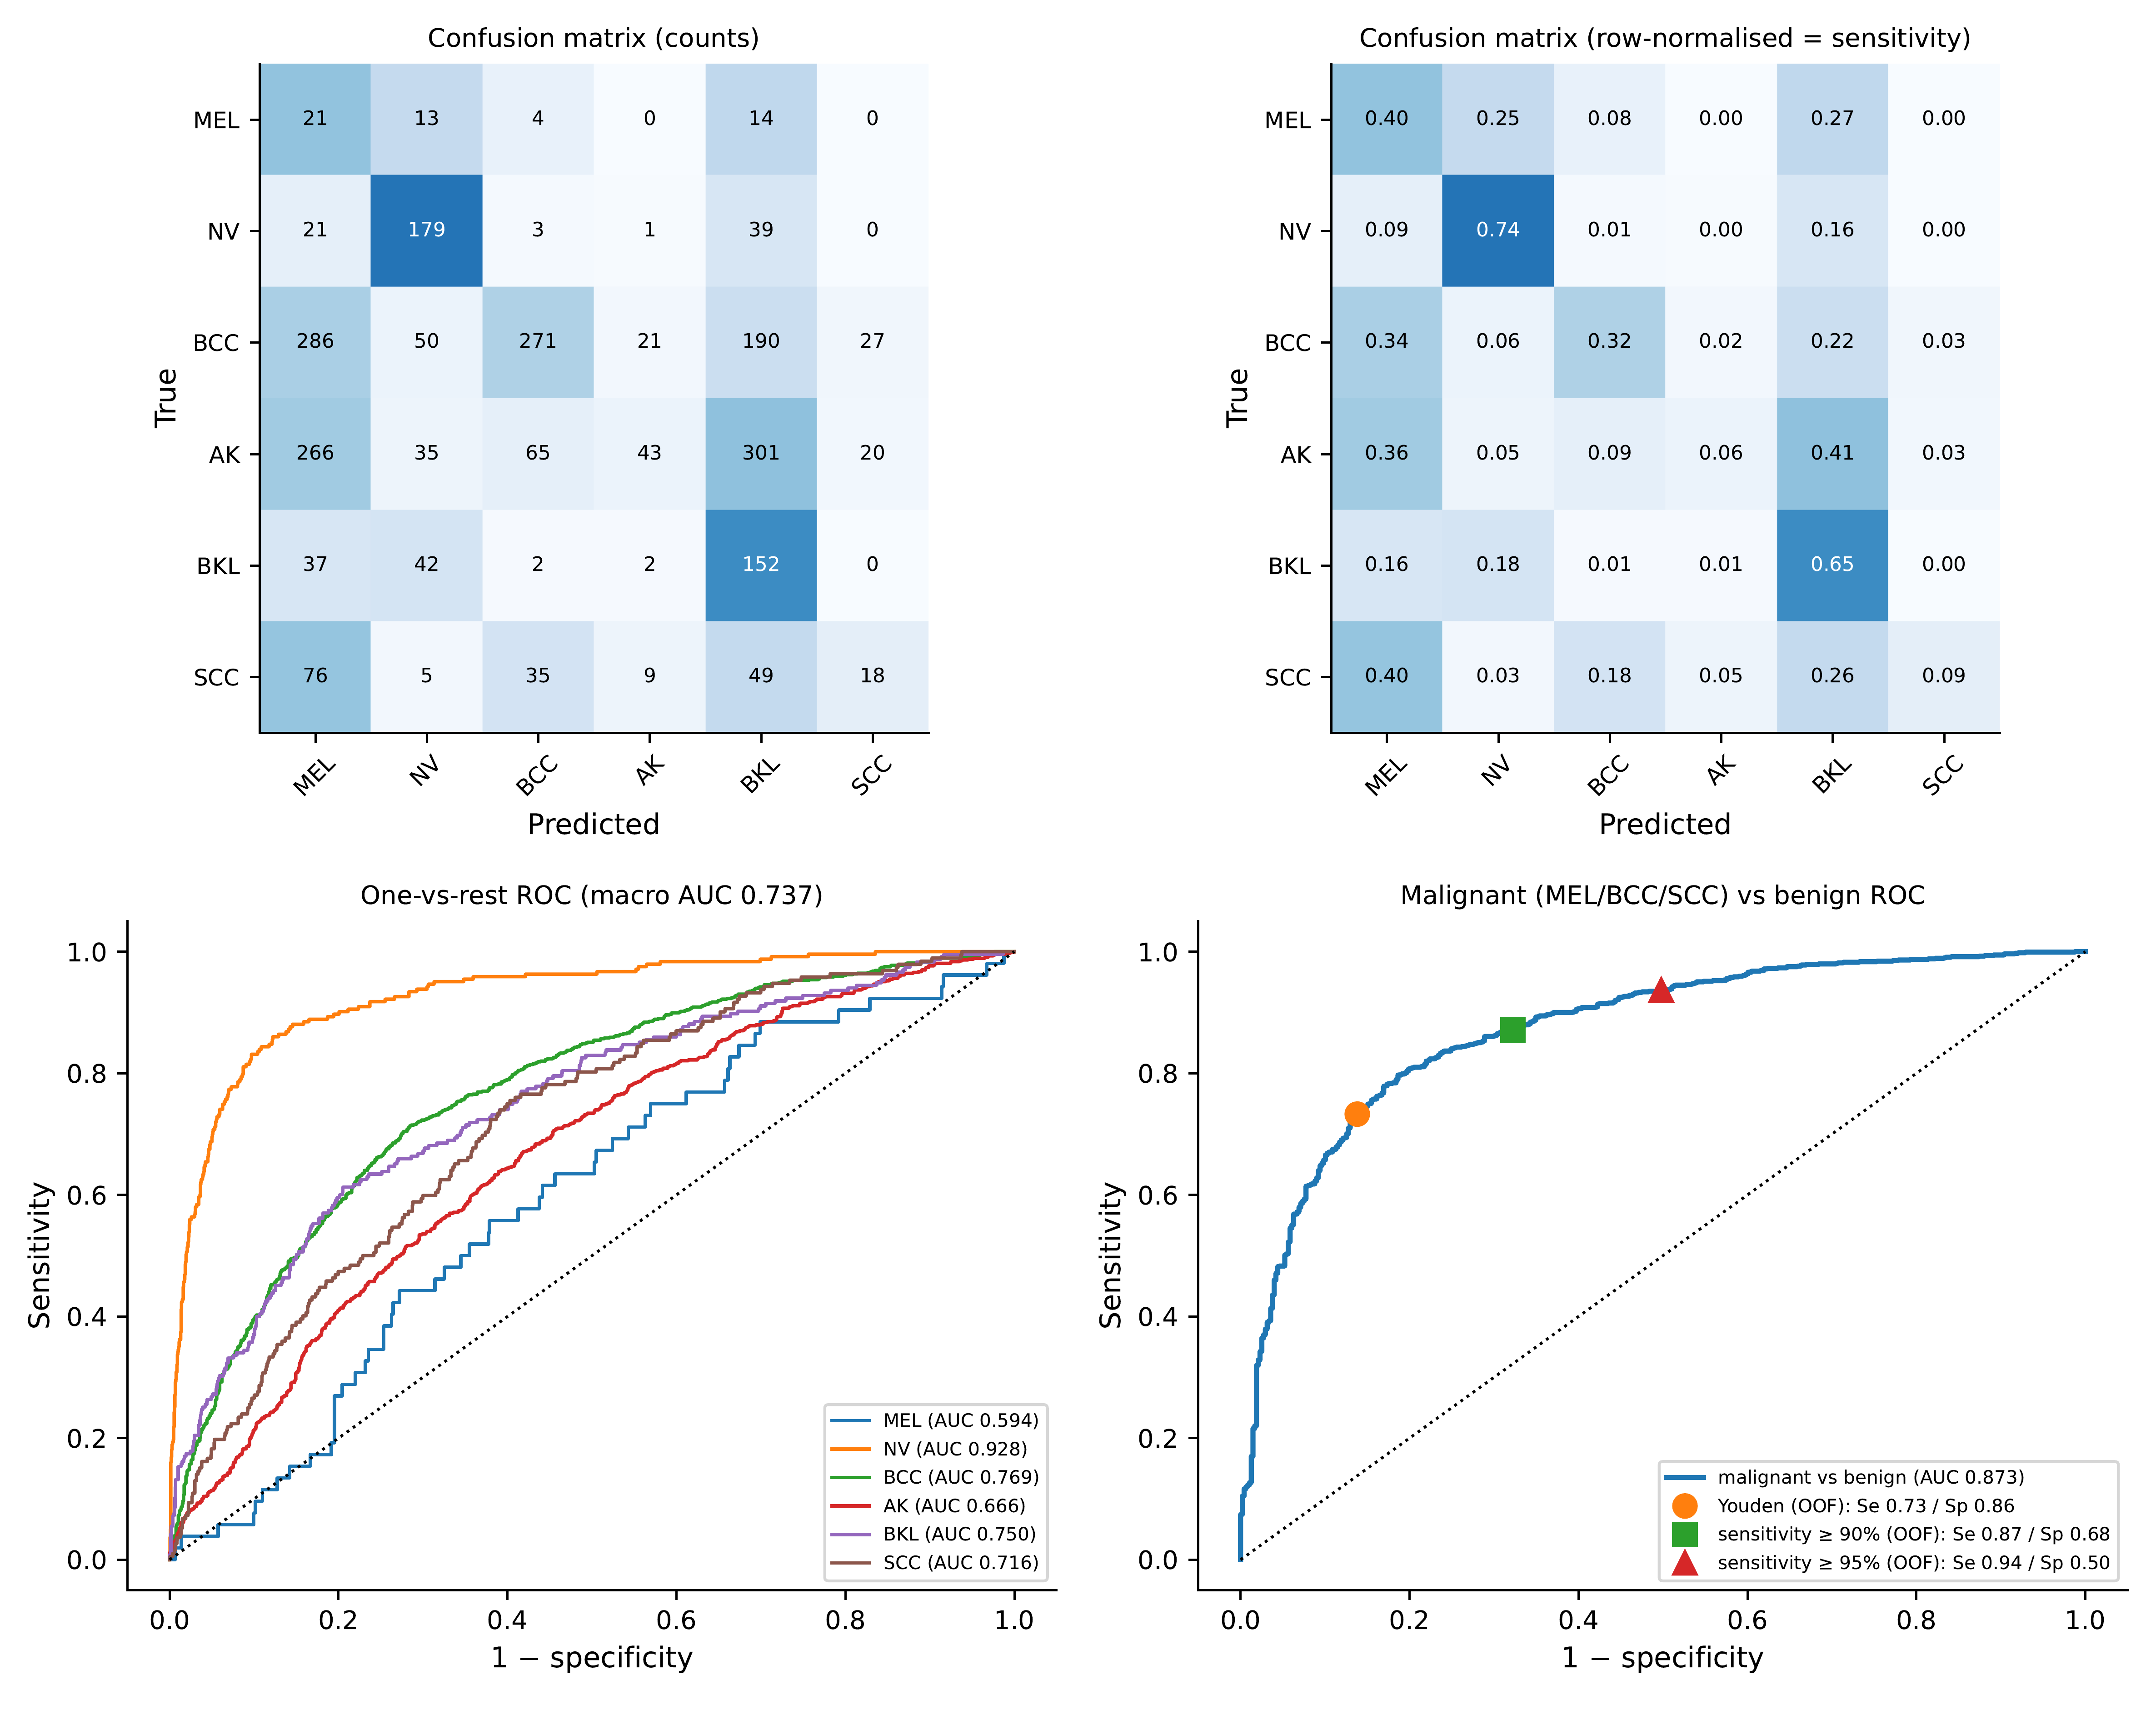 Confusion matrix (counts)
True
MEL 21 13 4 0 14 0
NV 21 179 3 1 39 0
BCC 286 50 271 21 190 27
AK 266 35 65 43 301 20
BKL 37 42 2 2 152 0
SCC 76 5 35 9 49 18
MEL NV BCC AK BKL SCC
Predicted
Confusion matrix (row-normalised = sensitivity)
True
MEL 0.40 0.25 0.08 0.00 0.27 0.00
NV 0.09 0.74 0.01 0.00 0.16 0.00
BCC 0.34 0.06 0.32 0.02 0.22 0.03
AK 0.36 0.05 0.09 0.06 0.41 0.03
BKL 0.16 0.18 0.01 0.01 0.65 0.00
SCC 0.40 0.03 0.18 0.05 0.26 0.09
MEL NV BCC AK BKL SCC
Predicted
One-vs-rest ROC (macro AUC 0.737)
Sensitivity
1.0
0.8
0.6
0.4
0.2
0.0
MEL (AUC 0.594)
NV (AUC 0.928)
BCC (AUC 0.769)
AK (AUC 0.666)
BKL (AUC 0.750)
SCC (AUC 0.716)
0.0 0.2 0.4 0.6 0.8 1.0
1 − specificity
Malignant (MEL/BCC/SCC) vs benign ROC
Sensitivity
1.0
0.8
0.6
0.4
0.2
0.0
malignant vs benign (AUC 0.873)
Youden (OOF): Se 0.73 / Sp 0.86
sensitivity ≥ 90% (OOF): Se 0.87 / Sp 0.68
sensitivity ≥ 95% (OOF): Se 0.94 / Sp 0.50
0.0 0.2 0.4 0.6 0.8 1.0
1 − specificity